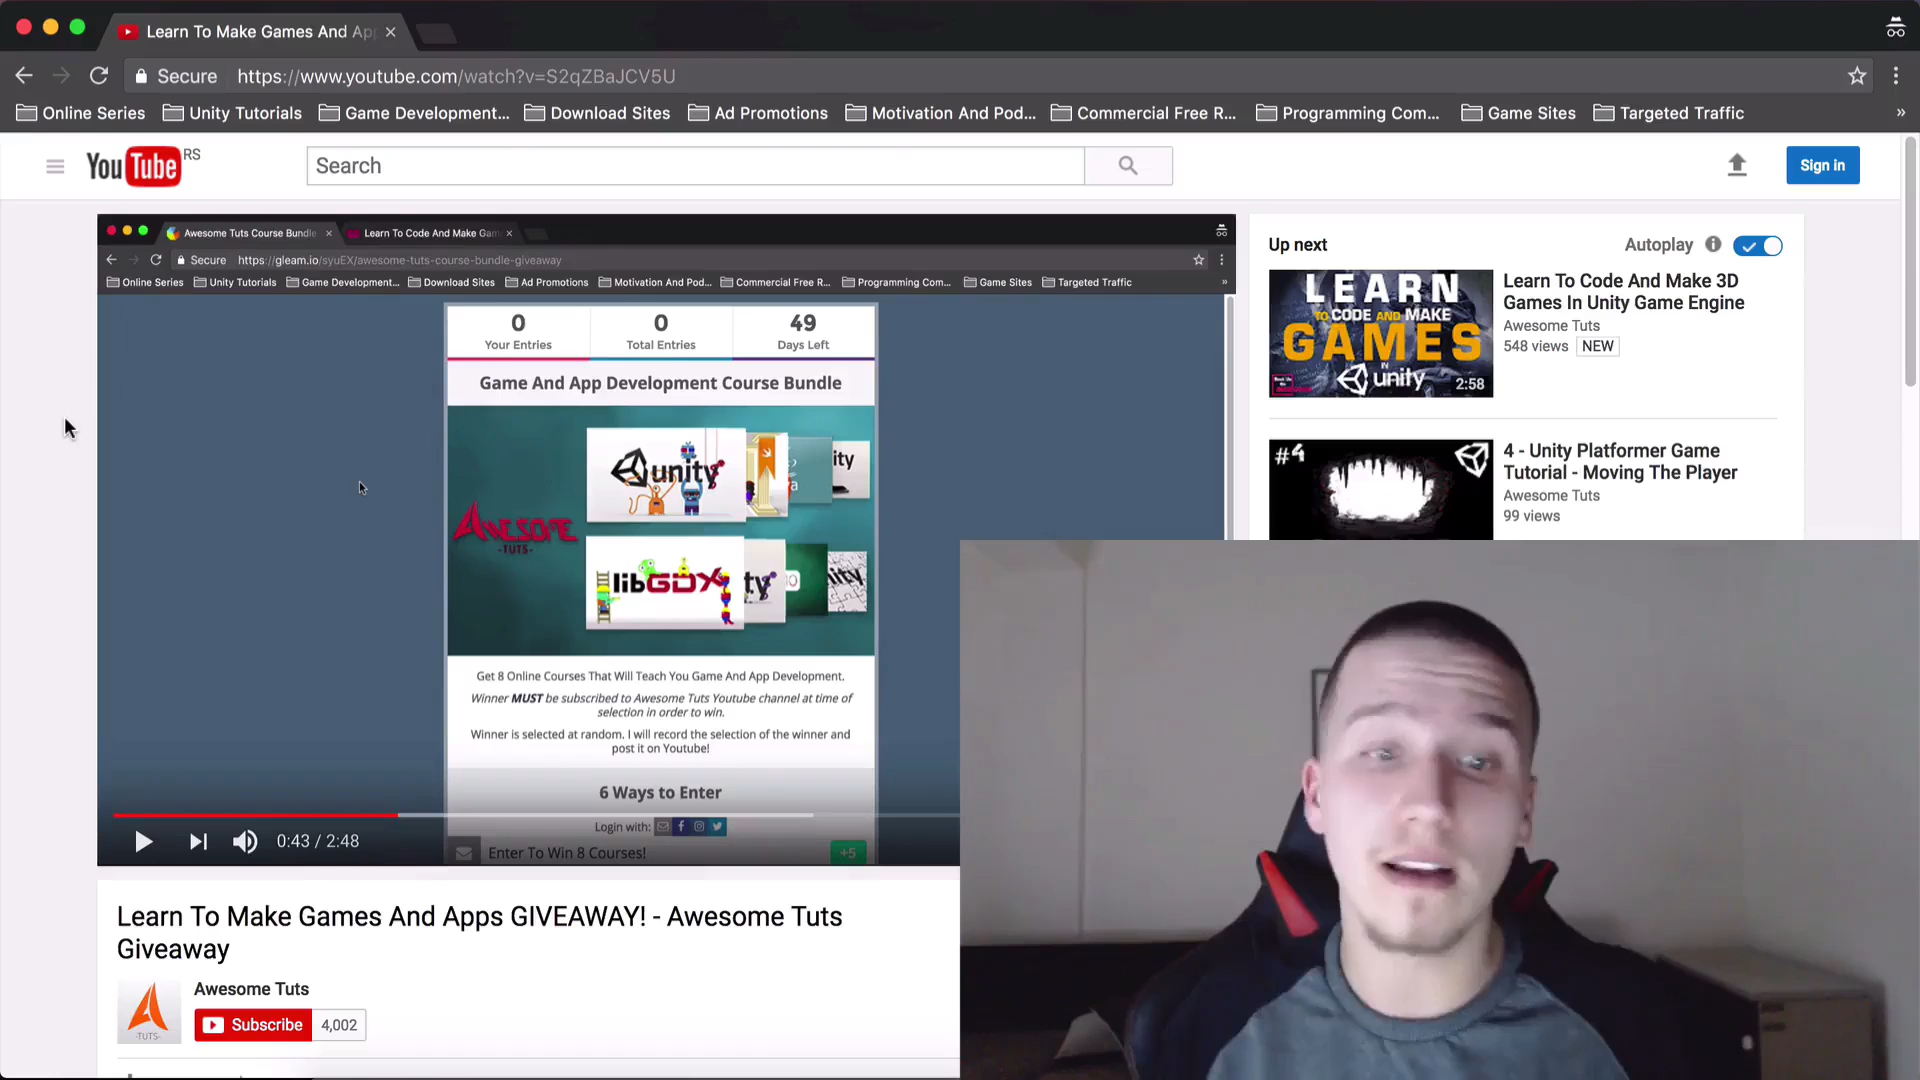 Learn To Make Games And Ap
Secure https://www.youtube.com/watch?v=S2qZBaJCV5U
Online Series Unity Tutorials Game Development... Download Sites Ad Promotions Motivation And Pod... Commercial Free R... Programming Com... Game Sites Targeted Traffic »
YouTube RS
Search
Sign in
Awesome Tuts Course Bundle Learn To Code And Make Gam
Secure https://gleam.io/syuEX/awesome-tuts-course-bundle-giveaway
Online Series Unity Tutorials Game Development... Download Sites Ad Promotions Motivation And Pod... Commercial Free R... Programming Com... Game Sites Targeted Traffic »
0 0 49
Your Entries Total Entries Days Left
Game And App Development Course Bundle
unity
ity
AWESOME
-TUTS-
libGDX
ity
Get 8 Online Courses That Will Teach You Game And App Development.
Winner MUST be subscribed to Awesome Tuts Youtube channel at time of
selection in order to win.
Winner is selected at random. I will record the selection of the winner and
post it on Youtube!
6 Ways to Enter
Login with:
Enter To Win 8 Courses! +5
0:43 / 2:48
Learn To Make Games And Apps GIVEAWAY! - Awesome Tuts
Giveaway
Awesome Tuts
-TUTS-
Subscribe 4,002
Up next Autoplay
LEARN
TO CODE AND MAKE
GAMES
IN
unity
2:58
Learn To Code And Make 3D
Games In Unity Game Engine
Awesome Tuts
548 views NEW
#4
4 - Unity Platformer Game
Tutorial - Moving The Player
Awesome Tuts
99 views